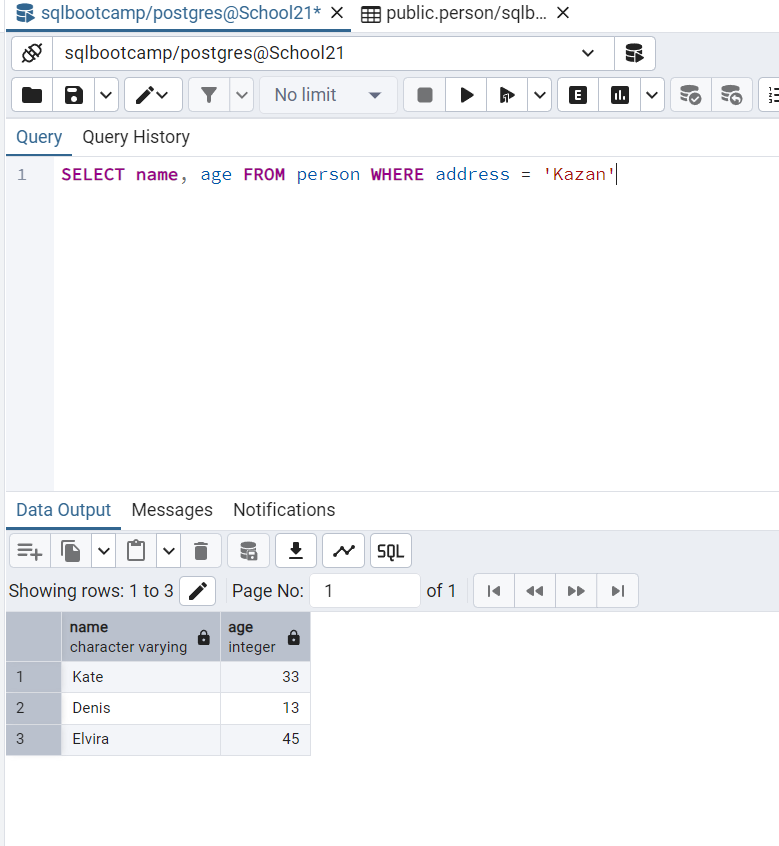 sqlbootcamp/postgres@School21*
public.person/sqlb...
sqlbootcamp/postgres@School21
No limit
E
Query
Query History
1
SELECT name, age FROM person WHERE address = 'Kazan'
Data Output
Messages
Notifications
SQL
Showing rows: 1 to 3
Page No:
1
of 1
name
character varying
age
integer
1 Kate 33
2 Denis 13
3 Elvira 45